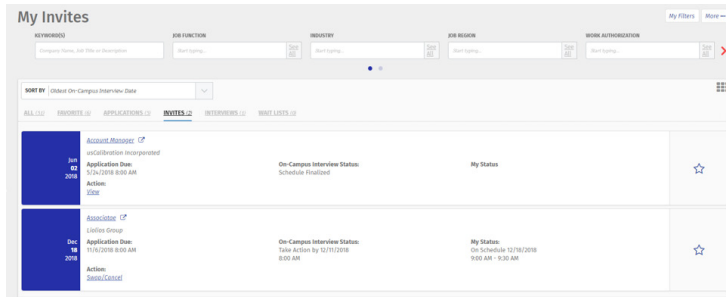 My Invites
My Filters More
KEYWORD(S) JOB FUNCTION INDUSTRY JOB REGION WORK AUTHORIZATION
Company Name, Job Title or Description Start typing... See All Start typing... See All Start typing... See All Start typing... See All
SORT BY Oldest On-Campus Interview Date
ALL FAVORITE APPLICATIONS INVITES (2) INTERVIEWS WAIT LISTS
Account Manager
usCalibration Incorporated
Jun 02 2018
Application Due: On-Campus Interview Status: My Status
5/24/2018 8:00 AM Schedule Finalized
Action:
View
Associate
Group
Dec 18 2018
Application Due: On-Campus Interview Status: My Status:
11/6/2018 8:00 AM Take Action by 12/11/2018 On Schedule 12/18/2018
8:00 AM 9:00 AM - 9:30 AM
Action:
Swap/Cancel